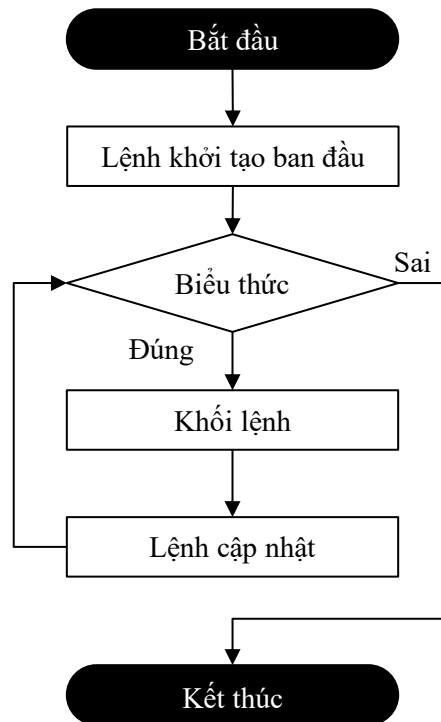 Bắt đầu
Lệnh khởi tạo ban đầu
Biểu thức
Sai
Đúng
Khối lệnh
Lệnh cập nhật
Kết thúc